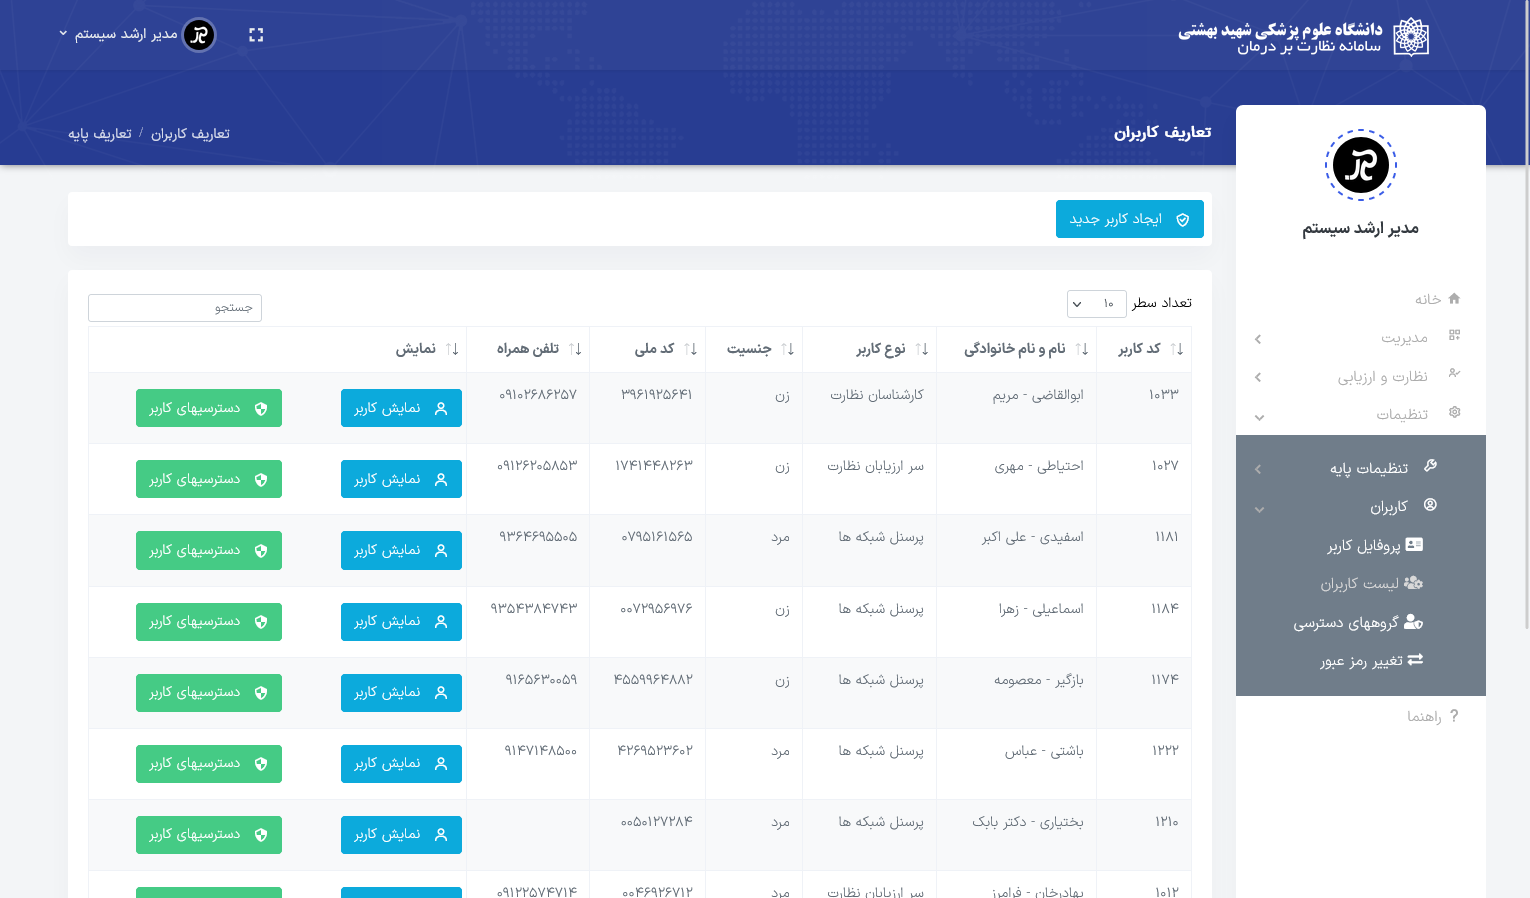 دانشگاه علوم پزشکی شهید بهشتی
سامانه نظارت بر درمان
مدیر ارشد سیستم
تعاریف کاربران
تعاریف کاربران / تعاریف پایه
مدیر ارشد سیستم
خانه
مدیریت
نظارت و ارزیابی
تنظیمات
تنظیمات پایه
کاربران
پروفایل کاربر
لیست کاربران
گروههای دسترسی
تغییر رمز عبور
راهنما
ایجاد کاربر جدید
تعداد سطر ۱۰
جستجو
کد کاربر نام و نام خانوادگی نوع کاربر جنسیت کد ملی تلفن همراه نمایش
۱۰۳۳ ابوالقاضی - مریم کارشناسان نظارت زن ۳۹۶۱۹۲۵۶۴۱ ۰۹۱۰۲۶۸۶۲۵۷ نمایش کاربر دسترسیهای کاربر
۱۰۲۷ احتیاطی - مهری سر ارزیابان نظارت زن ۱۷۴۱۴۴۸۲۶۳ ۰۹۱۲۶۲۰۵۸۵۳ نمایش کاربر دسترسیهای کاربر
۱۱۸۱ اسفیدی - علی اکبر پرسنل شبکه ها مرد ۰۷۹۵۱۶۱۵۶۵ ۹۳۶۴۶۹۵۵۰۵ نمایش کاربر دسترسیهای کاربر
۱۱۸۴ اسماعیلی - زهرا پرسنل شبکه ها زن ۰۰۷۲۹۵۶۹۷۶ ۹۳۵۴۳۸۴۷۴۳ نمایش کاربر دسترسیهای کاربر
۱۱۷۴ بازگیر - معصومه پرسنل شبکه ها زن ۴۵۵۹۹۶۴۸۸۲ ۹۱۶۵۶۳۰۰۵۹ نمایش کاربر دسترسیهای کاربر
۱۲۲۲ باشتی - عباس پرسنل شبکه ها مرد ۴۲۶۹۵۲۳۶۰۲ ۹۱۴۷۱۴۸۵۰۰ نمایش کاربر دسترسیهای کاربر
۱۲۱۰ بختیاری - دکتر بابک پرسنل شبکه ها مرد ۰۰۵۰۱۲۷۲۸۴ نمایش کاربر دسترسیهای کاربر
۱۰۱۲ بهادرخان - فرامرز سر ارزیابان نظارت مرد ۰۰۴۶۹۲۶۷۱۲ ۰۹۱۲۲۵۷۴۷۱۴